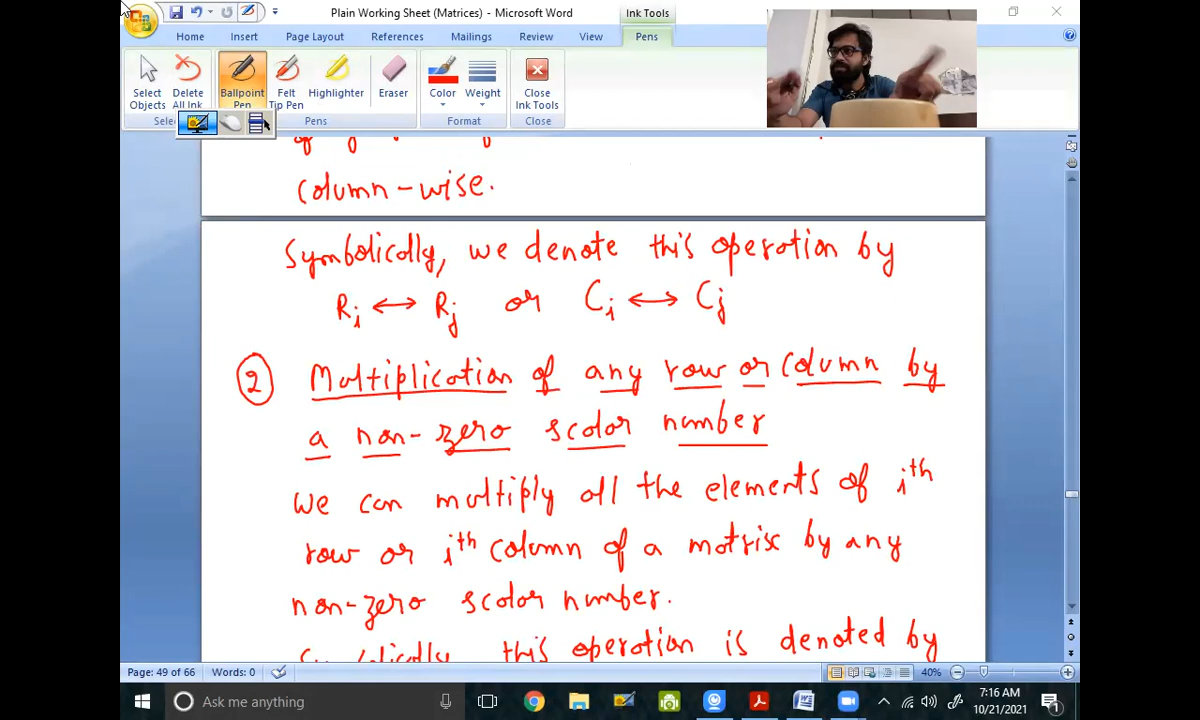 Plain Working Sheet (Matrices) - Microsoft Word
Ink Tools
Home Insert Page Layout References Mailings Review View Pens
Select Objects
Delete All Ink
Ballpoint Pen
Felt Tip Pen
Highlighter
Eraser
Color
Weight
Close Ink Tools
Pens Format Close
column-wise.
Symbolically, we denote this operation by
Ri ↔ Rj or Ci ↔ Cj
2 Multiplication of any row or column by
a non-zero scalar number
We can multiply all the elements of ith
row or ith column of a matrix by any
non-zero scalar number.
this operation is denoted by
Page: 49 of 66 Words: 0 40%
Ask me anything
7:16 AM
10/21/2021